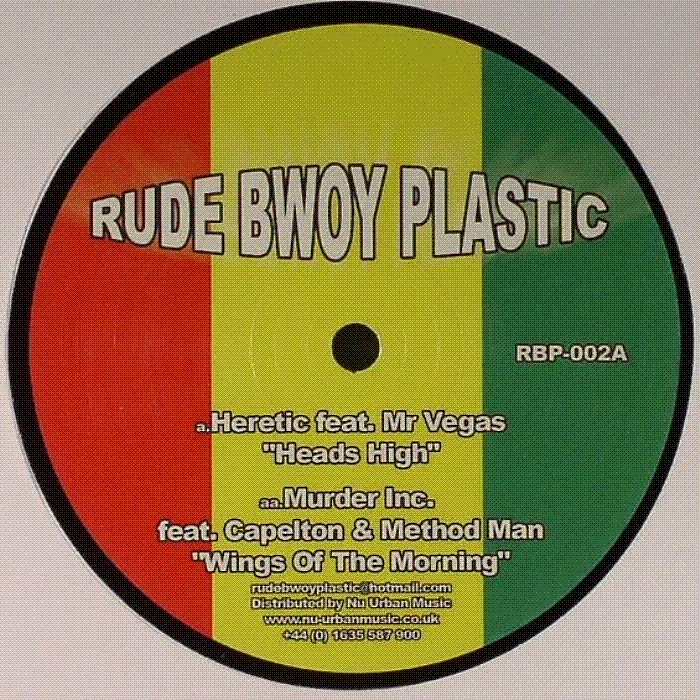 RUDE BWOY PLASTIC
RBP-002A
a.Heretic feat. Mr Vegas
"Heads High"
aa.Murder Inc.
feat. Capelton & Method Man
"Wings Of The Morning"
rudebwoyplastic@hotmail.com
Distributed by Nu Urban Music
www.nu-urbanmusic.co.uk
+44 (0) 1635 587 900